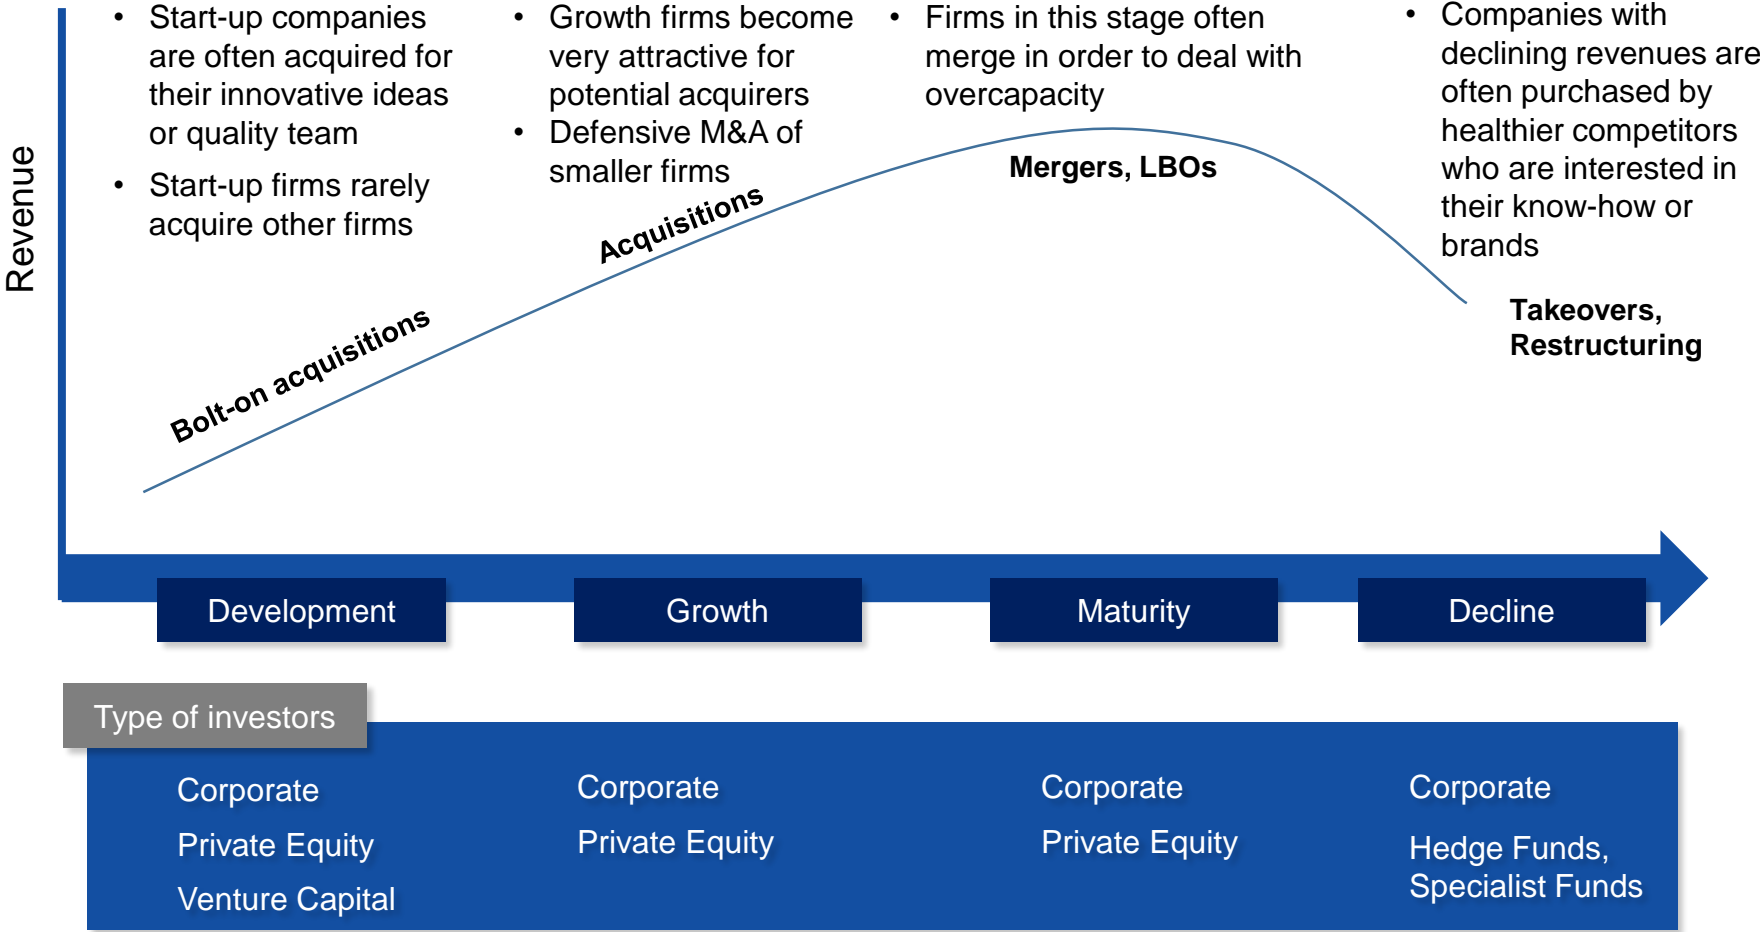 Revenue
• Start-up companies
are often acquired for
their innovative ideas
or quality team
• Start-up firms rarely
acquire other firms
• Growth firms become
very attractive for
potential acquirers
• Defensive M&A of
smaller firms
• Firms in this stage often
merge in order to deal with
overcapacity
• Companies with
declining revenues are
often purchased by
healthier competitors
who are interested in
their know-how or
brands
Bolt-on acquisitions
Acquisitions
Mergers, LBOs
Takeovers,
Restructuring
Development
Growth
Maturity
Decline
Type of investors
Corporate
Private Equity
Venture Capital
Corporate
Private Equity
Corporate
Private Equity
Corporate
Hedge Funds,
Specialist Funds